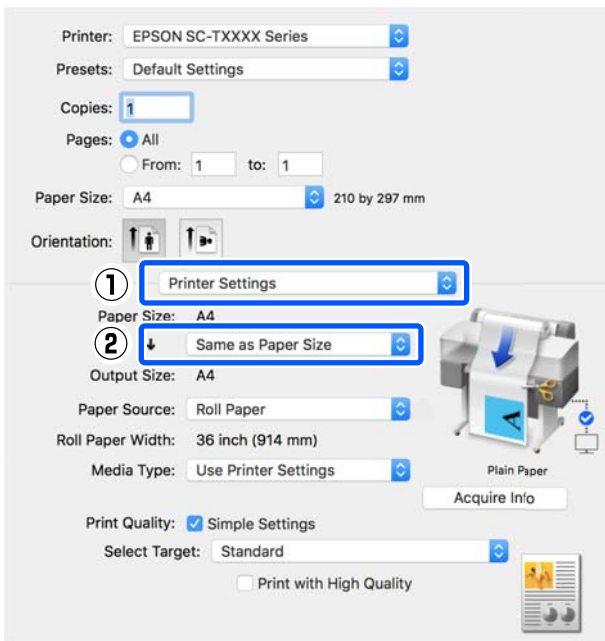 Printer: EPSON SC-TXXXX Series
Presets: Default Settings
Copies: 1
Pages: All
From: 1 to: 1
Paper Size: A4 210 by 297 mm
Orientation:
① Printer Settings
Paper Size: A4
② Same as Paper Size
Output Size: A4
Paper Source: Roll Paper
Roll Paper Width: 36 inch (914 mm)
Media Type: Use Printer Settings
Plain Paper
Acquire Info
Print Quality: Simple Settings
Select Target: Standard
Print with High Quality
A